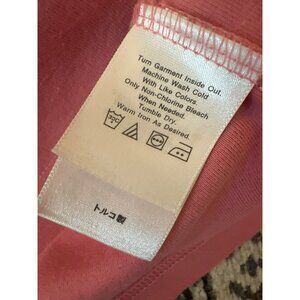 Turn Garment Inside Out.
Machine Wash Cold
With Like Colors.
Only Non-Chlorine Bleach
When Needed.
Tumble Dry.
Warm Iron As Desired.
トルコ製